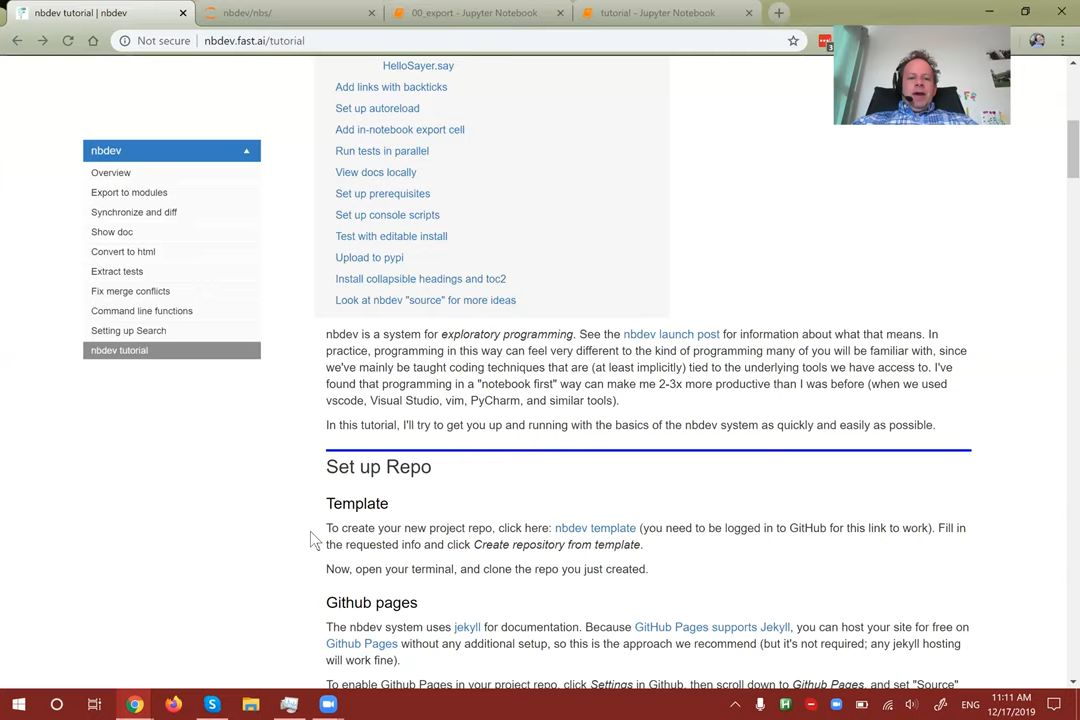 nbdev tutorial | nbdev
nbdev/nbs/
00_export - Jupyter Notebook
tutorial - Jupyter Notebook
Not secure
nbdev.fast.ai/tutorial
3
HelloSayer.say
Add links with backticks
Set up autoreload
Add in-notebook export cell
Run tests in parallel
View docs locally
Set up prerequisites
Set up console scripts
Test with editable install
Upload to pypi
Install collapsible headings and toc2
Look at nbdev "source" for more ideas
nbdev
Overview
Export to modules
Synchronize and diff
Show doc
Convert to html
Extract tests
Fix merge conflicts
Command line functions
Setting up Search
nbdev tutorial
nbdev is a system for exploratory programming. See the nbdev launch post for information about what that means. In
practice, programming in this way can feel very different to the kind of programming many of you will be familiar with, since
we've mainly be taught coding techniques that are (at least implicitly) tied to the underlying tools we have access to. I've
found that programming in a "notebook first" way can make me 2-3x more productive than I was before (when we used
vscode, Visual Studio, vim, PyCharm, and similar tools).
In this tutorial, I'll try to get you up and running with the basics of the nbdev system as quickly and easily as possible.
Set up Repo
Template
To create your new project repo, click here: nbdev template (you need to be logged in to GitHub for this link to work). Fill in
the requested info and click Create repository from template.
Now, open your terminal, and clone the repo you just created.
Github pages
The nbdev system uses jekyll for documentation. Because GitHub Pages supports Jekyll, you can host your site for free on
Github Pages without any additional setup, so this is the approach we recommend (but it's not required; any jekyll hosting
will work fine).
To enable Github Pages in your project repo, click Settings in Github, then scroll down to Github Pages, and set "Source"
ENG
11:11 AM
12/17/2019